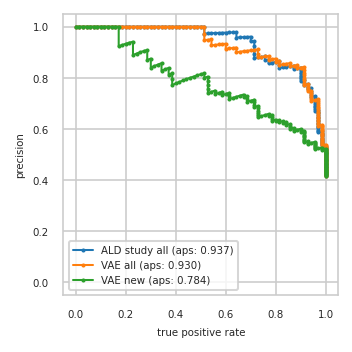 1.0
0.8
0.6
0.4
0.2
0.0
precision
ALD study all (aps: 0.937)
VAE all (aps: 0.930)
VAE new (aps: 0.784)
0.0 0.2 0.4 0.6 0.8 1.0
true positive rate